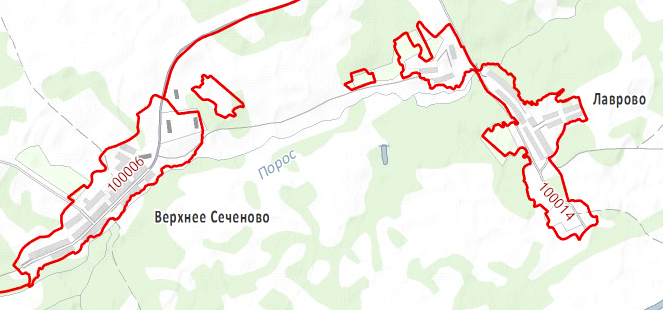 Лаврово
Порос
100006
100014
Верхнее Сеченово